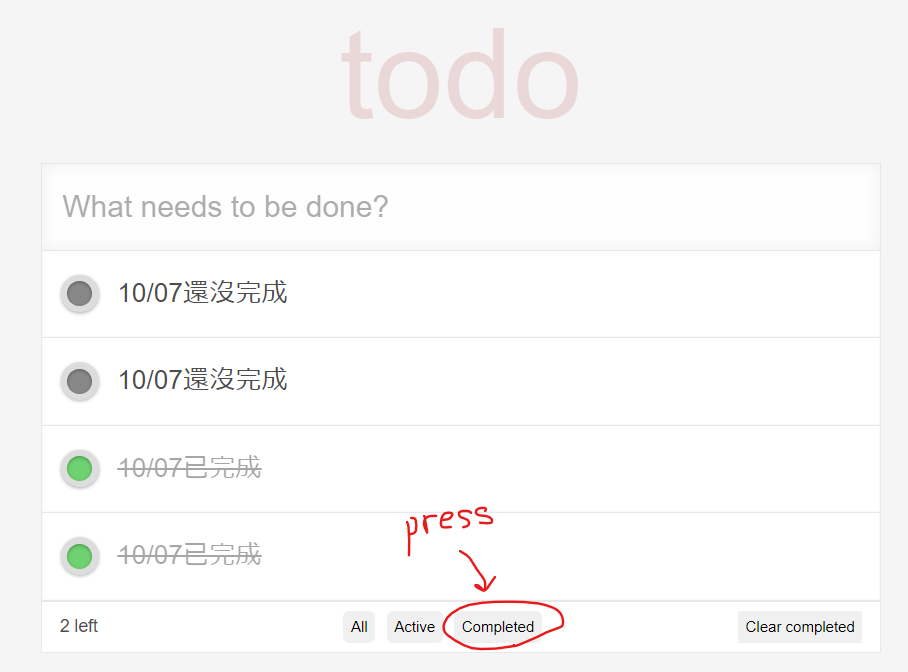 todo
What needs to be done?
10/07還沒完成
10/07還沒完成
10/07已完成
10/07已完成
press
2 left All Active Completed Clear completed